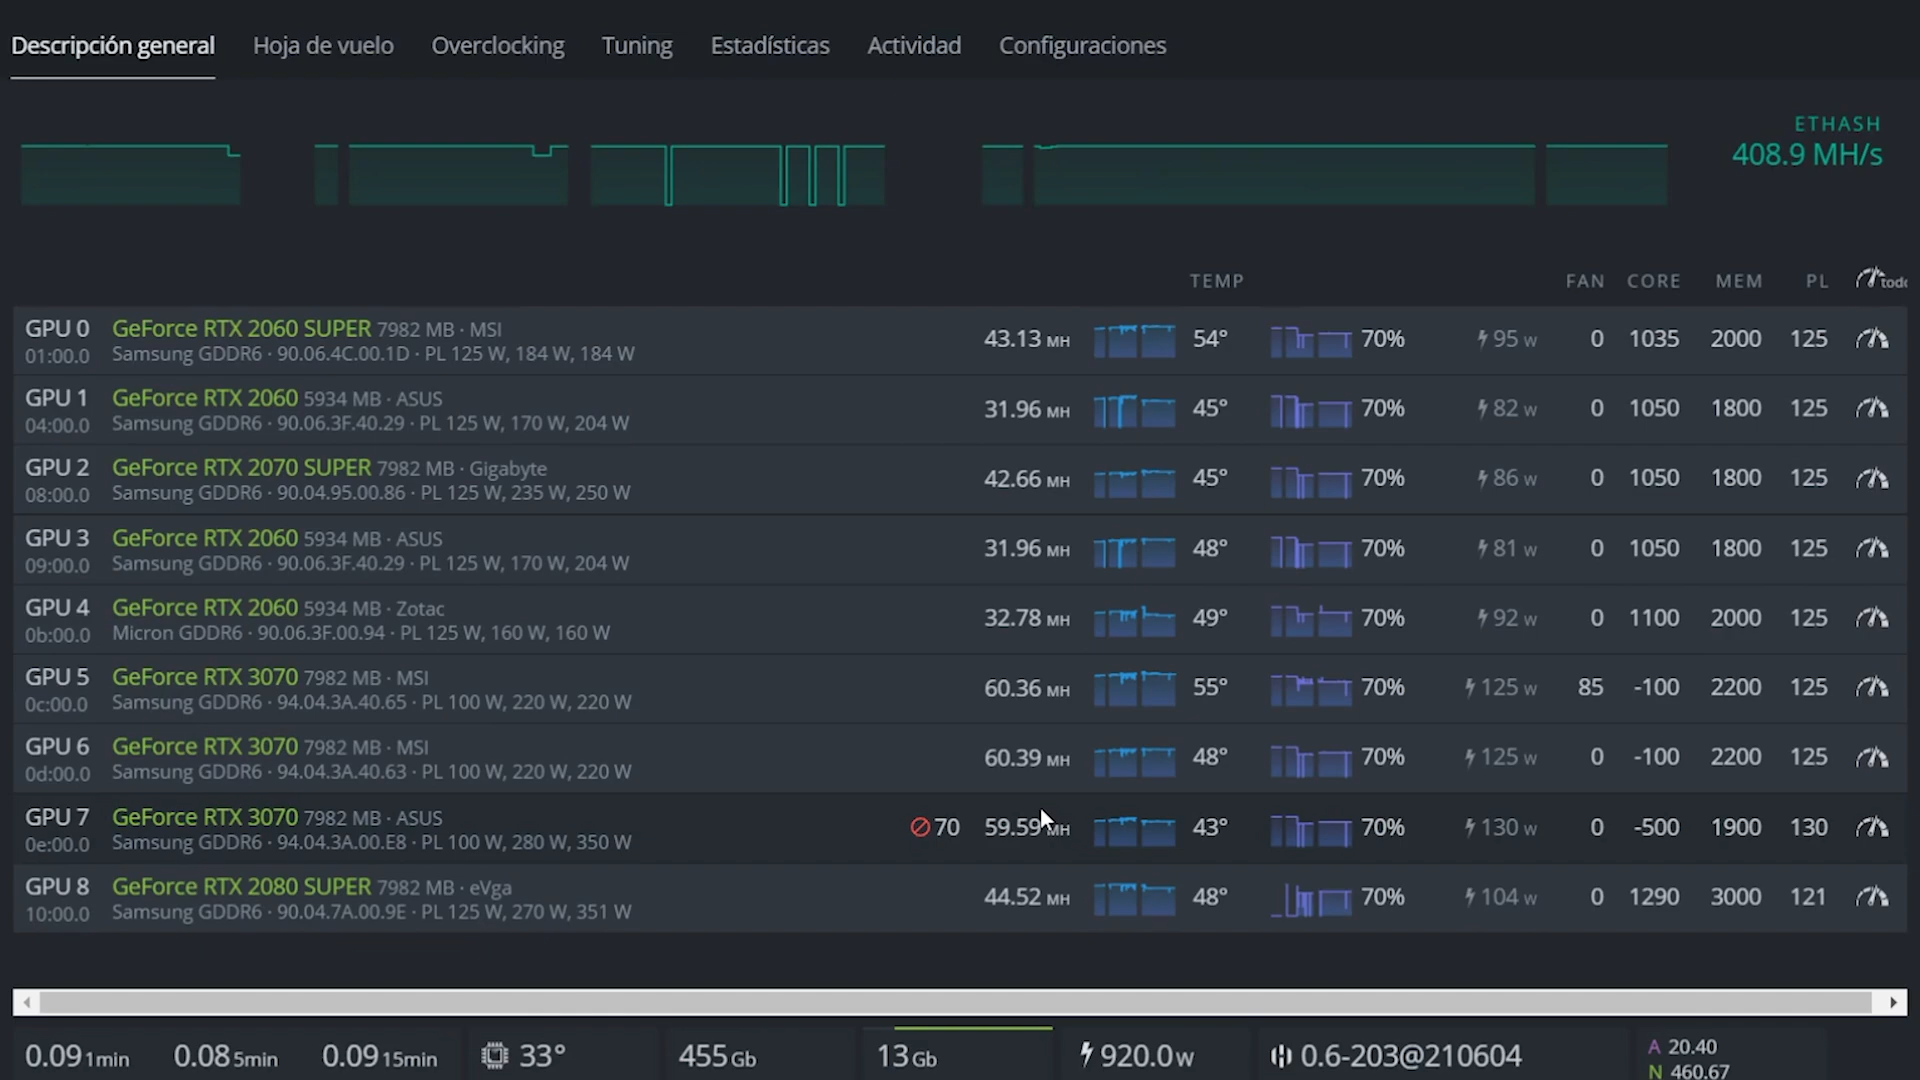 Descripción general Hoja de vuelo Overclocking Tuning Estadísticas Actividad Configuraciones
ETHASH
408.9 MH/s
TEMP FAN CORE MEM PL
GPU 0 GeForce RTX 2060 SUPER 7982 MB · MSI 43.13 MH 54° 70% 95 W 0 1035 2000 125
01:00.0 Samsung GDDR6 · 90.06.4C.00.1D · PL 125 W, 184 W, 184 W
GPU 1 GeForce RTX 2060 5934 MB · ASUS 31.96 MH 45° 70% 82 W 0 1050 1800 125
04:00.0 Samsung GDDR6 · 90.06.3F.40.29 · PL 125 W, 170 W, 204 W
GPU 2 GeForce RTX 2070 SUPER 7982 MB · Gigabyte 42.66 MH 45° 70% 86 W 0 1050 1800 125
08:00.0 Samsung GDDR6 · 90.04.95.00.86 · PL 125 W, 235 W, 250 W
GPU 3 GeForce RTX 2060 5934 MB · ASUS 31.96 MH 48° 70% 81 W 0 1050 1800 125
09:00.0 Samsung GDDR6 · 90.06.3F.40.29 · PL 125 W, 170 W, 204 W
GPU 4 GeForce RTX 2060 5934 MB · Zotac 32.78 MH 49° 70% 92 W 0 1100 2000 125
0b:00.0 Micron GDDR6 · 90.06.3F.00.94 · PL 125 W, 160 W, 160 W
GPU 5 GeForce RTX 3070 7982 MB · MSI 60.36 MH 55° 70% 125 W 85 -100 2200 125
0c:00.0 Samsung GDDR6 · 94.04.3A.40.65 · PL 100 W, 220 W, 220 W
GPU 6 GeForce RTX 3070 7982 MB · MSI 60.39 MH 48° 70% 125 W 0 -100 2200 125
0d:00.0 Samsung GDDR6 · 94.04.3A.40.63 · PL 100 W, 220 W, 220 W
GPU 7 GeForce RTX 3070 7982 MB · ASUS 70 59.59 MH 43° 70% 130 W 0 -500 1900 130
0e:00.0 Samsung GDDR6 · 94.04.3A.00.E8 · PL 100 W, 280 W, 350 W
GPU 8 GeForce RTX 2080 SUPER 7982 MB · eVga 44.52 MH 48° 70% 104 W 0 1290 3000 121
10:00.0 Samsung GDDR6 · 90.04.7A.00.9E · PL 125 W, 270 W, 351 W
0.09 1min 0.08 5min 0.09 15min 33° 455 Gb 13 Gb 920.0 W 0.6-203@210604 A 20.40
N 460.67